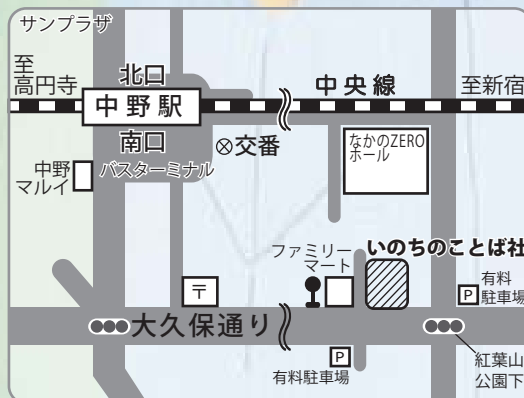 サンプラザ
至
高円寺
北口
中野駅
中央線
至新宿
南口
⊗交番
なかのZERO
ホール
中野
マルイ
バスターミナル
ファミリー
マート
いのちのことば社
〒
P
有料
駐車場
大久保通り
P
有料駐車場
紅葉山
公園下